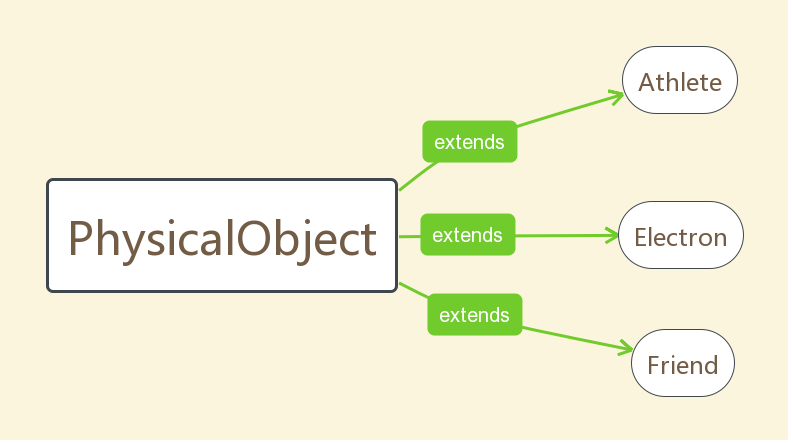 Athlete
extends
PhysicalObject
extends
Electron
extends
Friend